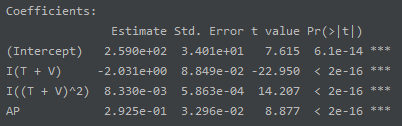 Coefficients:
Estimate Std. Error t value Pr(>|t|)
(Intercept) 2.590e+02 3.401e+01 7.615 6.1e-14 ***
I(T + V) -2.031e+00 8.849e-02 -22.950 < 2e-16 ***
I((T + V)^2) 8.330e-03 5.863e-04 14.207 < 2e-16 ***
AP 2.925e-01 3.296e-02 8.877 < 2e-16 ***